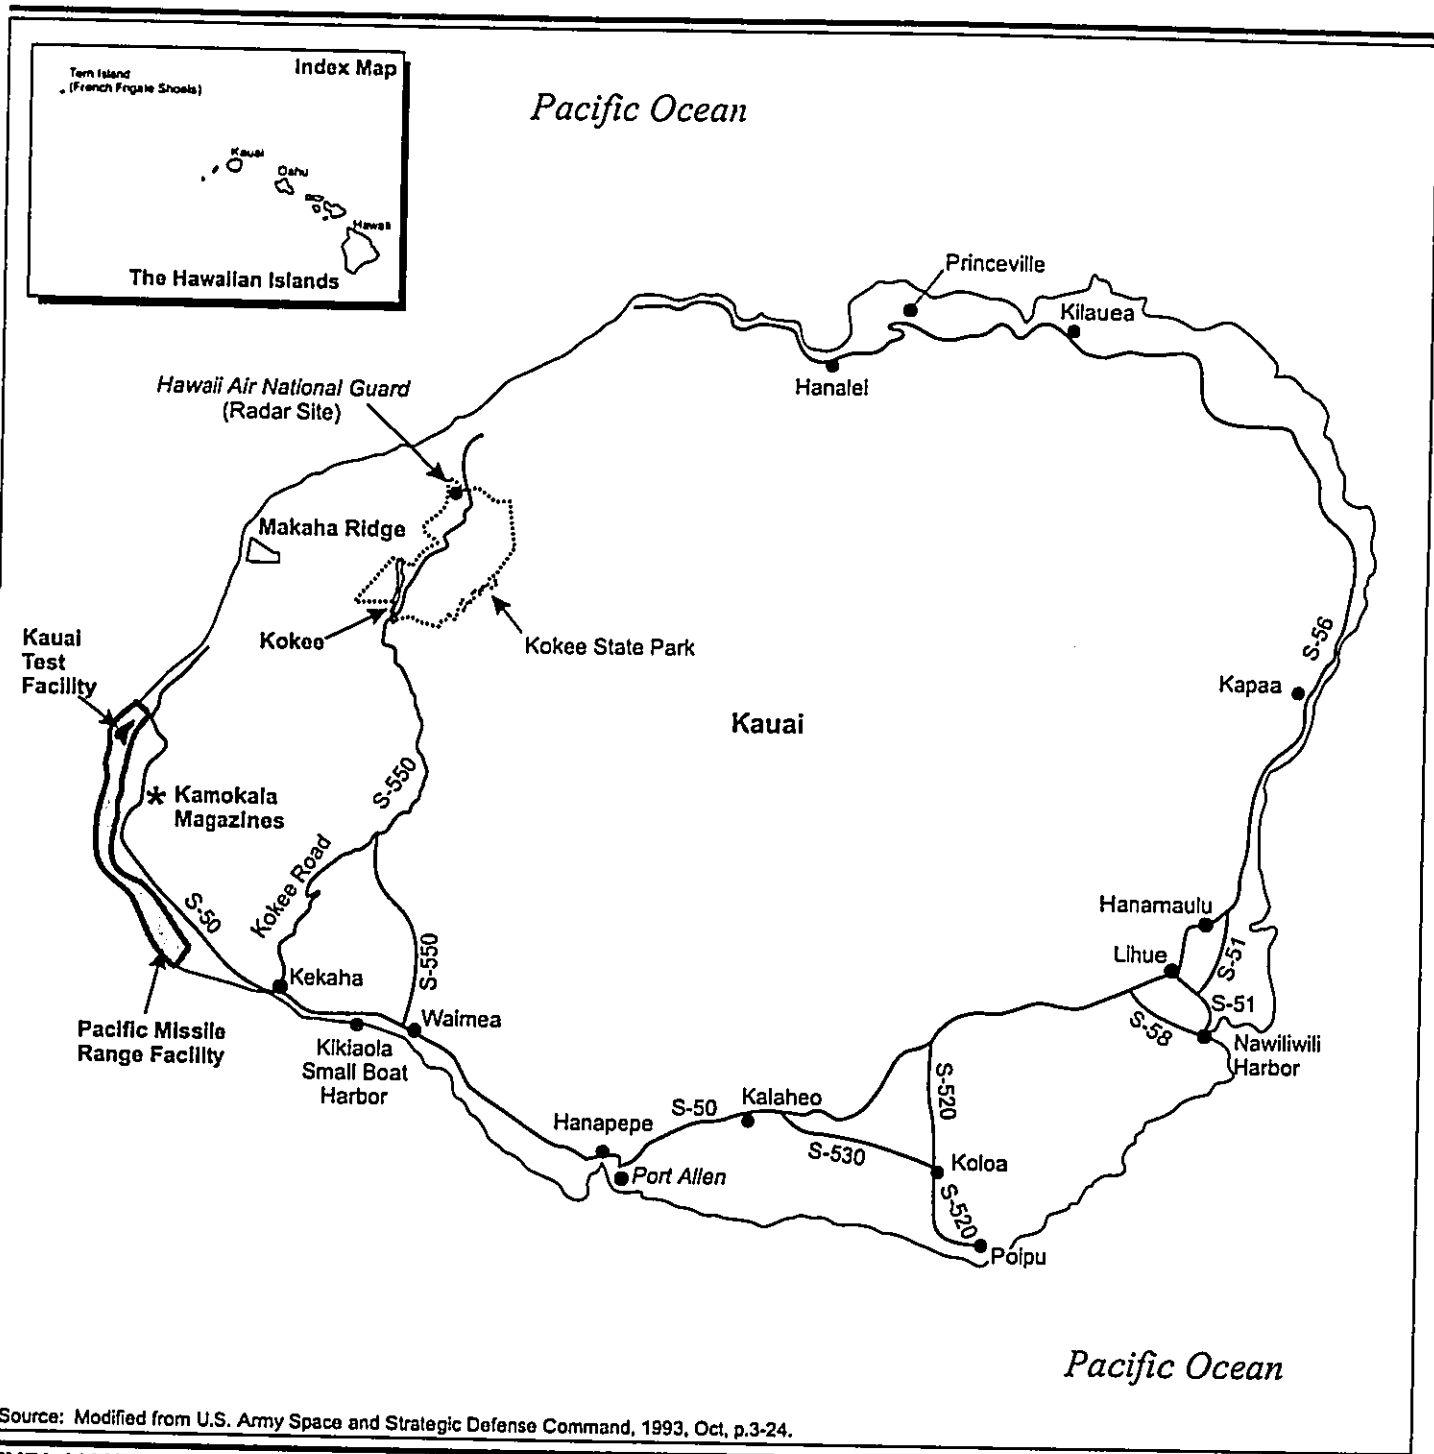 Index Map
Tern Island
(French Frigate Shoals)
Kauai
Oahu
Hawaii
The Hawaiian Islands
Pacific Ocean
Princeville
Kilauea
Hanalei
Hawaii Air National Guard
(Radar Site)
Makaha Ridge
Kokee
Kokee State Park
Kauai
Test
Facility
S-56
Kapaa
Kauai
S-550
Kamokala
Magazines
Kokee Road
S-50
S-550
Hanamaulu
Lihue
S-51
S-51
S-58
Nawiliwili
Harbor
Kekaha
Waimea
Pacific Missile
Range Facility
Kikiaola
Small Boat
Harbor
S-520
Hanapepe
S-50
Kalaheo
S-530
Koloa
Port Allen
S-520
Poipu
Pacific Ocean
Source: Modified from U.S. Army Space and Strategic Defense Command, 1993, Oct, p.3-24.